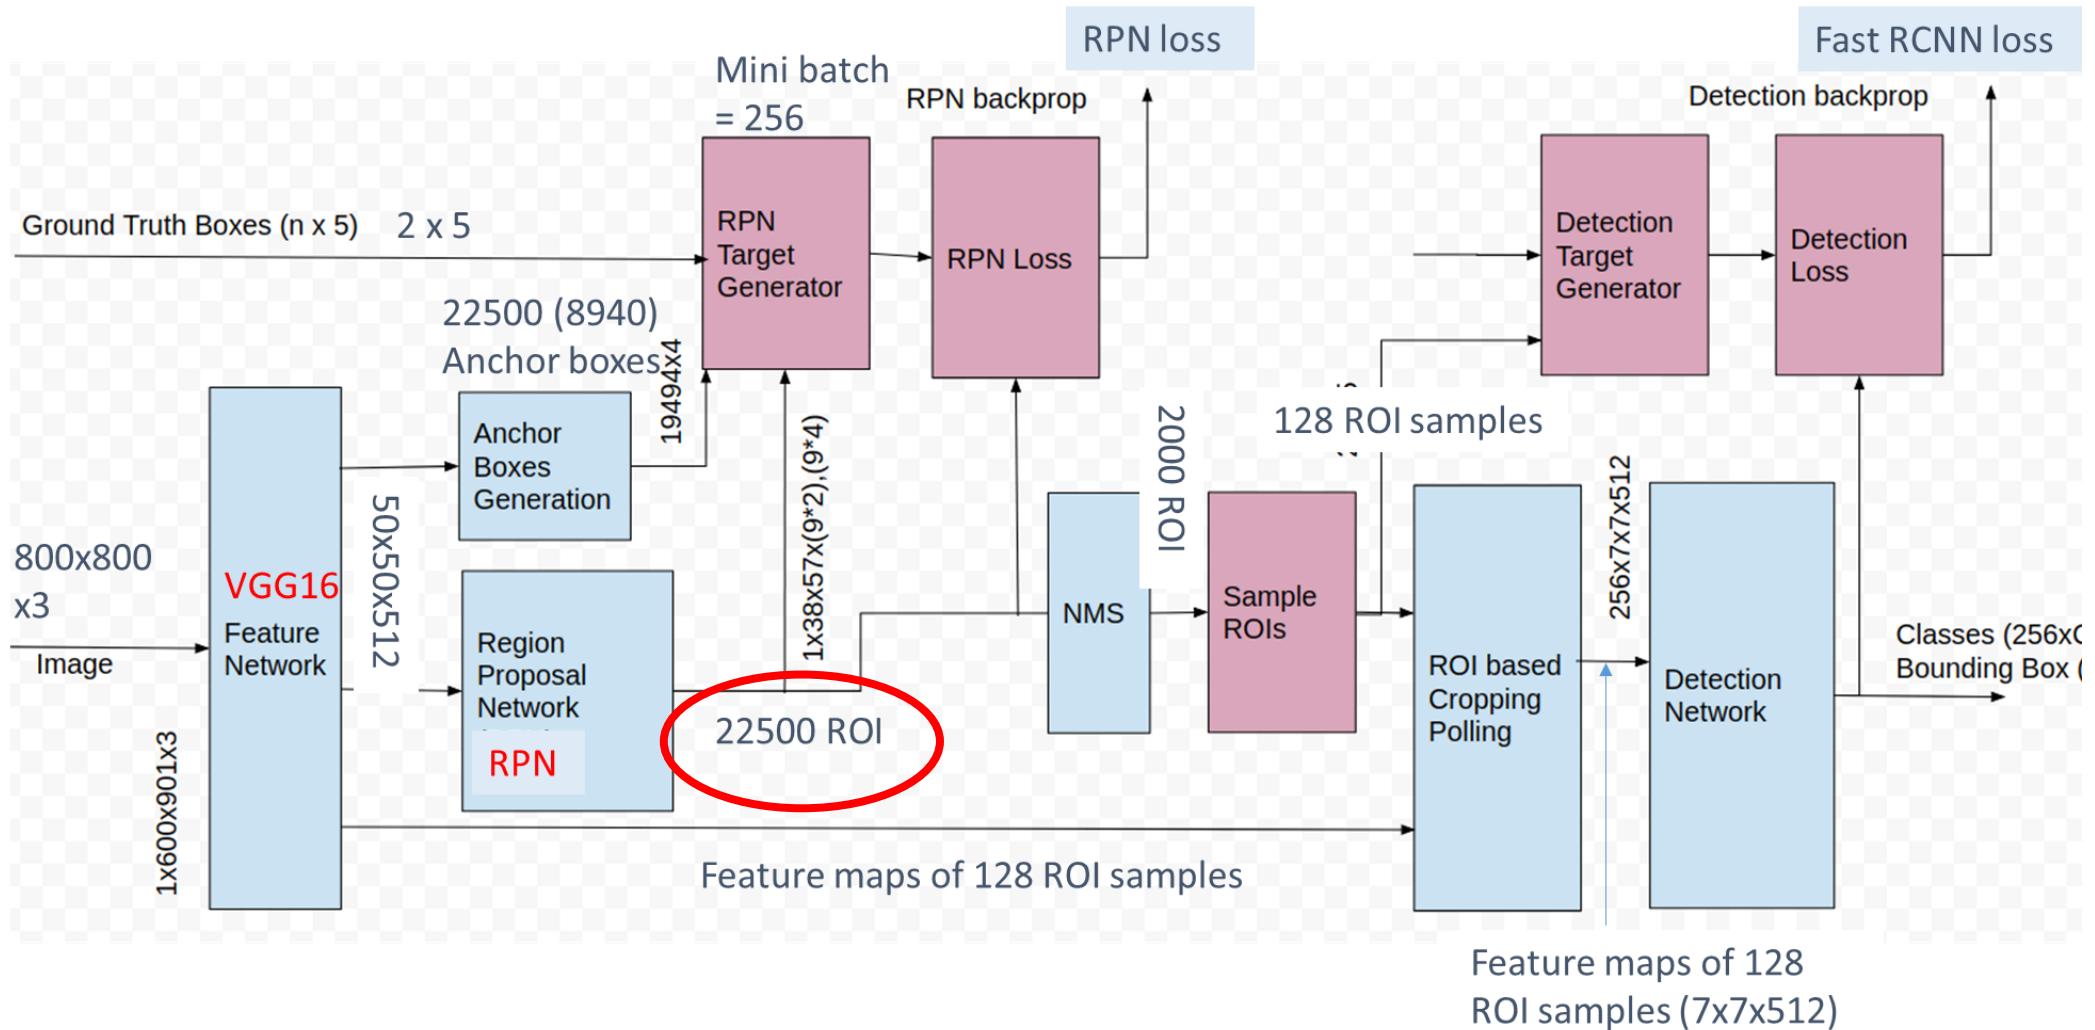 RPN loss
Fast RCNN loss
Mini batch
= 256
RPN backprop
Detection backprop
Ground Truth Boxes (n x 5)
2 x 5
RPN
Target
Generator
RPN Loss
Detection
Target
Generator
Detection
Loss
22500 (8940)
Anchor boxes
19494x4
Anchor
Boxes
Generation
1x38x57x(9*2),(9*4)
2000 ROI
128 ROI samples
256x7x7x512
800x800
x3
Image
1x600x901x3
VGG16
Feature
Network
50x50x512
Region
Proposal
Network
RPN
22500 ROI
NMS
Sample
ROIs
ROI based
Cropping
Polling
Detection
Network
Classes (256xC
Bounding Box (
Feature maps of 128 ROI samples
Feature maps of 128
ROI samples (7x7x512)